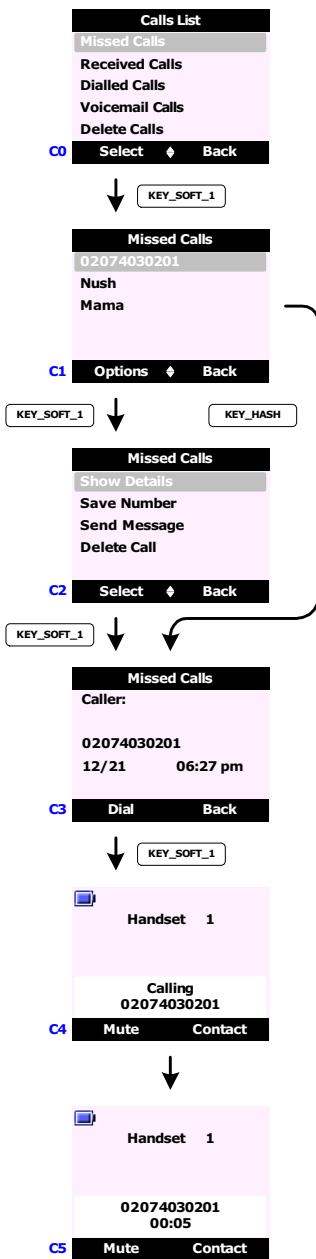 Calls List
Missed Calls
Received Calls
Dialled Calls
Voicemail Calls
Delete Calls
C0 Select Back
KEY_SOFT_1
Missed Calls
02074030201
Nush
Mama
C1 Options Back
KEY_SOFT_1 KEY_HASH
Missed Calls
Show Details
Save Number
Send Message
Delete Call
C2 Select Back
KEY_SOFT_1
Missed Calls
Caller:
02074030201
12/21 06:27 pm
C3 Dial Back
KEY_SOFT_1
Handset 1
Calling
02074030201
C4 Mute Contact
Handset 1
02074030201
00:05
C5 Mute Contact